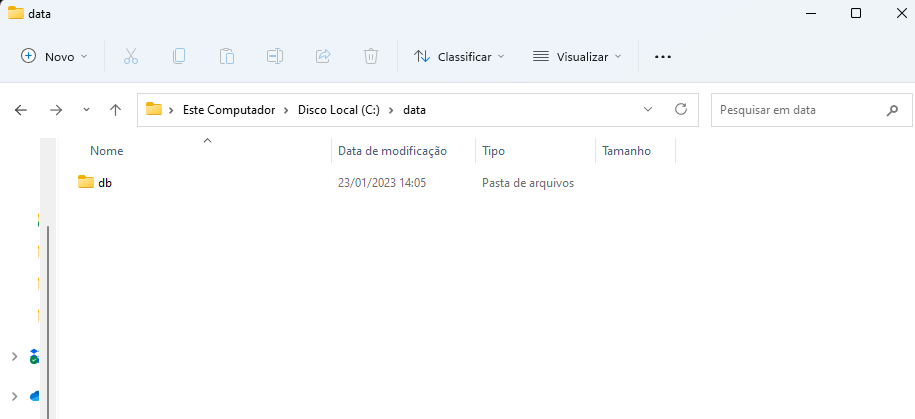 data
Novo Classificar Visualizar
Este Computador Disco Local (C:) data Pesquisar em data
Nome Data de modificação Tipo Tamanho
db 23/01/2023 14:05 Pasta de arquivos